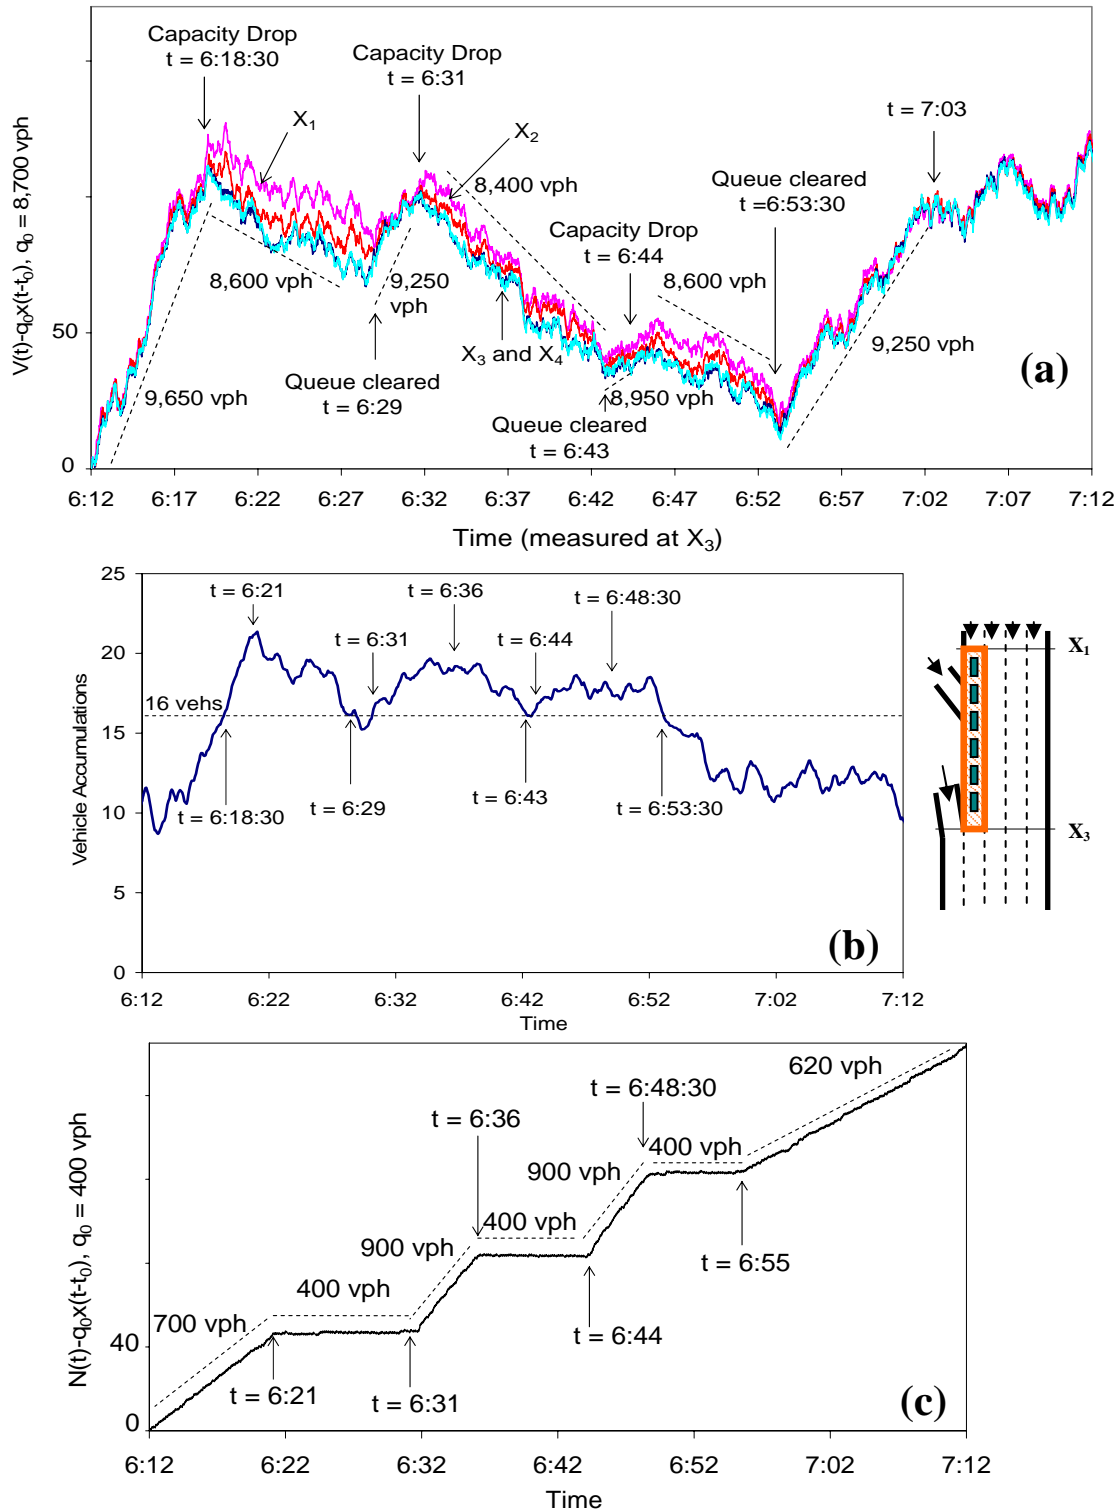 Capacity Drop
t = 6:18:30
Capacity Drop
t = 6:31
X1
X2
t = 7:03
8,400 vph
Queue cleared
t =6:53:30
Capacity Drop
t = 6:44
8,600 vph
9,250
vph
8,600 vph
X3 and X4
9,250 vph
(a)
9,650 vph
Queue cleared
t = 6:29
8,950 vph
Queue cleared
t = 6:43
V(t)-q0x(t-t0), q0 = 8,700 vph
50
0
6:12 6:17 6:22 6:27 6:32 6:37 6:42 6:47 6:52 6:57 7:02 7:07 7:12
Time (measured at X3)
25
20
15
10
5
0
Vehicle Accumulations
t = 6:21
t = 6:36
t = 6:48:30
t = 6:31
t = 6:44
16 vehs
t = 6:18:30
t = 6:29
t = 6:43
t = 6:53:30
(b)
6:12 6:22 6:32 6:42 6:52 7:02 7:12
Time
X1
X3
N(t)-q0x(t-t0), q0 = 400 vph
40
0
620 vph
t = 6:48:30
t = 6:36
400 vph
900 vph
400 vph
900 vph
t = 6:55
400 vph
700 vph
t = 6:44
t = 6:21
t = 6:31
(c)
6:12 6:22 6:32 6:42 6:52 7:02 7:12
Time